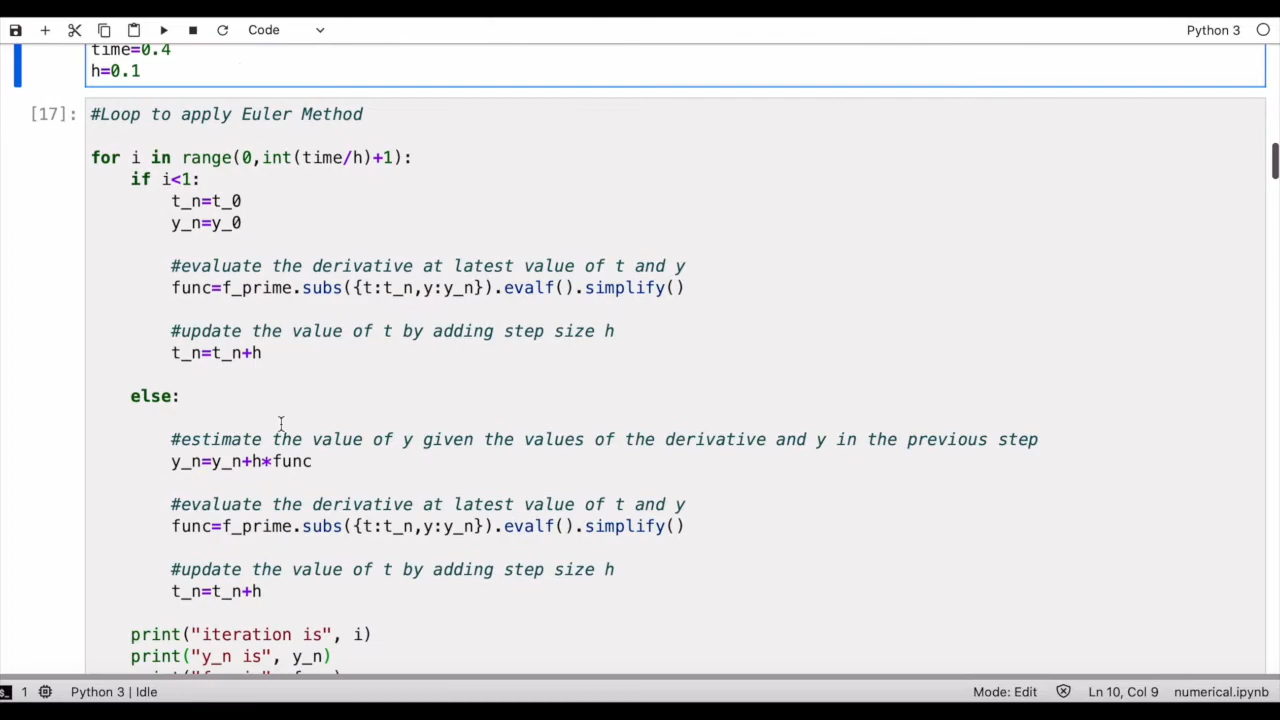 Code
Python 3
time=0.4
h=0.1
[17]:
#Loop to apply Euler Method
for i in range(0,int(time/h)+1):
if i<1:
t_n=t_0
y_n=y_0
#evaluate the derivative at latest value of t and y
func=f_prime.subs({t:t_n,y:y_n}).evalf().simplify()
#update the value of t by adding step size h
t_n=t_n+h
else:
#estimate the value of y given the values of the derivative and y in the previous step
y_n=y_n+h*func
#evaluate the derivative at latest value of t and y
func=f_prime.subs({t:t_n,y:y_n}).evalf().simplify()
#update the value of t by adding step size h
t_n=t_n+h
print("iteration is", i)
print("y_n is", y_n)
1
Python 3 | Idle
Mode: Edit
Ln 10, Col 9
numerical.ipynb